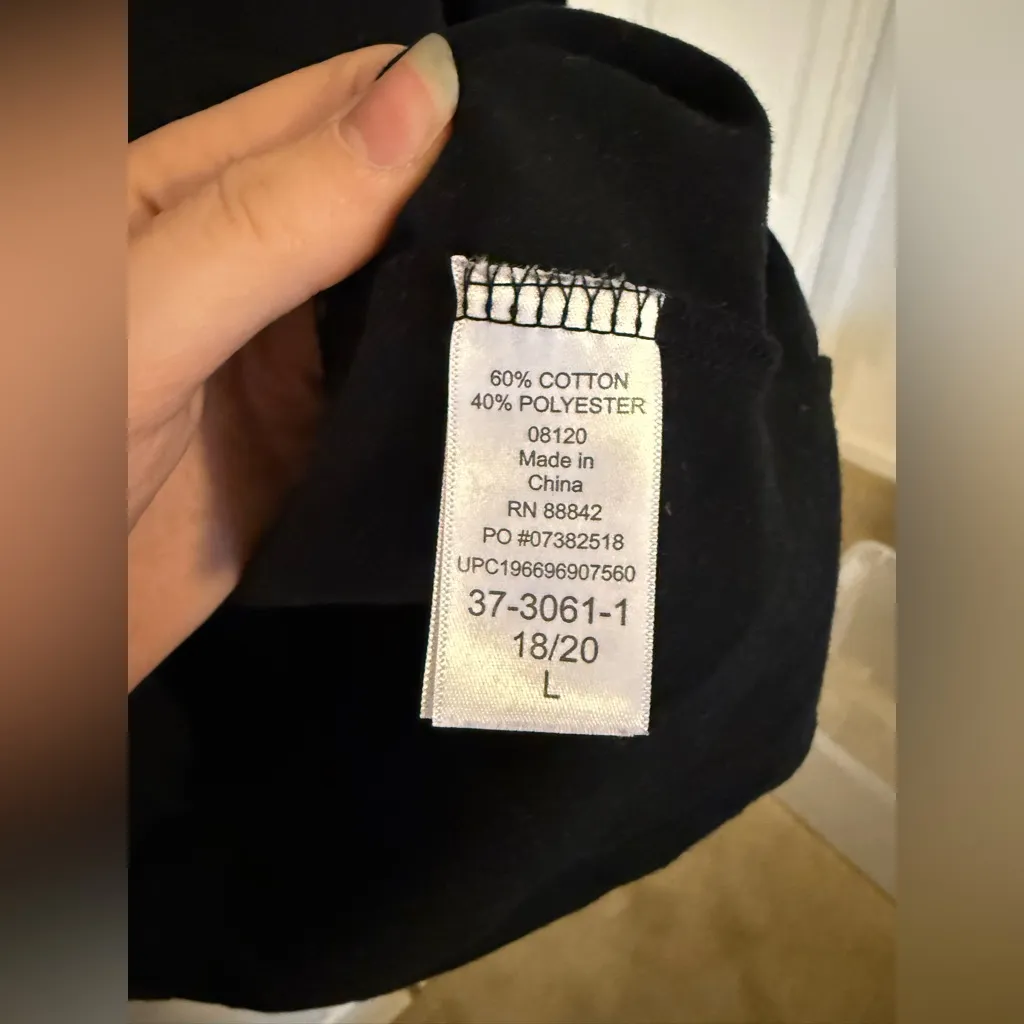 60% COTTON
40% POLYESTER
08120
Made in
China
RN 88842
PO #07382518
UPC196696907560
37-3061-1
18/20
L